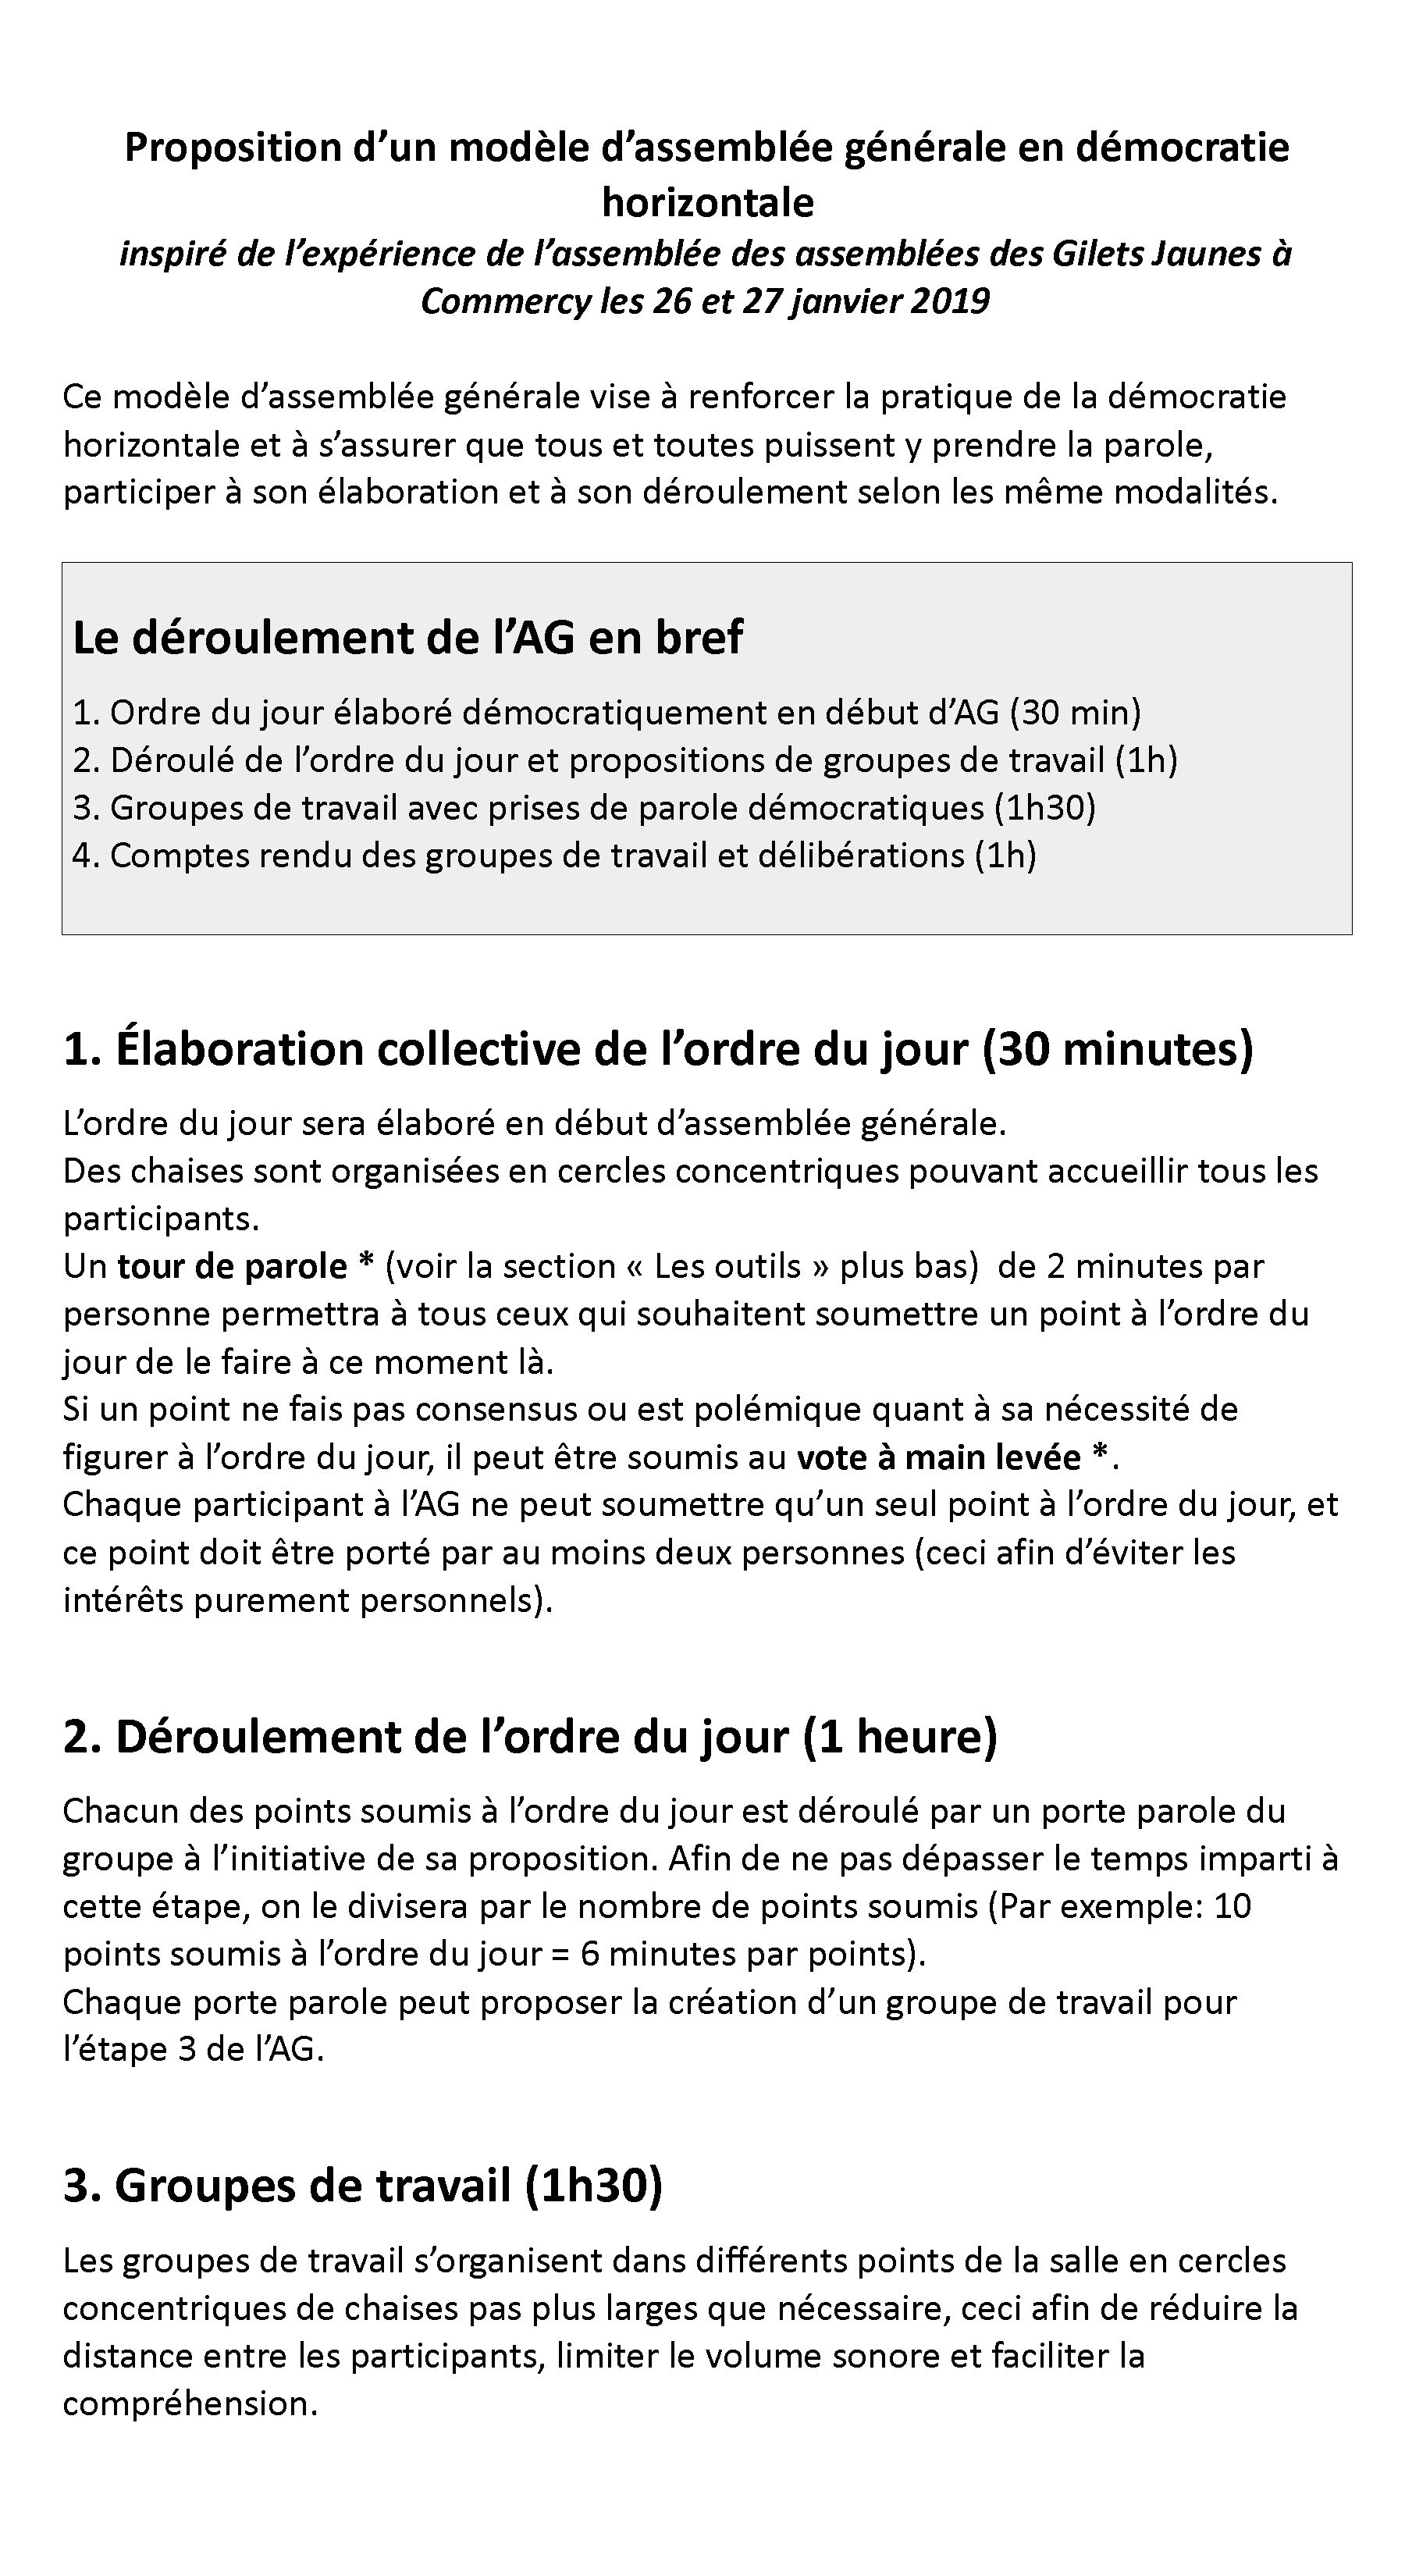 Proposition d’un modèle d’assemblée générale en démocratie
horizontale
inspiré de l’expérience de l’assemblée des assemblées des Gilets Jaunes à
Commercy les 26 et 27 janvier 2019
Ce modèle d’assemblée générale vise à renforcer la pratique de la démocratie
horizontale et à s’assurer que tous et toutes puissent y prendre la parole,
participer à son élaboration et à son déroulement selon les même modalités.
Le déroulement de l’AG en bref
1. Ordre du jour élaboré démocratiquement en début d’AG (30 min)
2. Déroulé de l’ordre du jour et propositions de groupes de travail (1h)
3. Groupes de travail avec prises de parole démocratiques (1h30)
4. Comptes rendu des groupes de travail et délibérations (1h)
1. Élaboration collective de l’ordre du jour (30 minutes)
L’ordre du jour sera élaboré en début d’assemblée générale.
Des chaises sont organisées en cercles concentriques pouvant accueillir tous les
participants.
Un tour de parole * (voir la section « Les outils » plus bas)  de 2 minutes par
personne permettra à tous ceux qui souhaitent soumettre un point à l’ordre du
jour de le faire à ce moment là.
Si un point ne fais pas consensus ou est polémique quant à sa nécessité de
figurer à l’ordre du jour, il peut être soumis au vote à main levée *.
Chaque participant à l’AG ne peut soumettre qu’un seul point à l’ordre du jour, et
ce point doit être porté par au moins deux personnes (ceci afin d’éviter les
intérêts purement personnels).
2. Déroulement de l’ordre du jour (1 heure)
Chacun des points soumis à l’ordre du jour est déroulé par un porte parole du
groupe à l’initiative de sa proposition. Afin de ne pas dépasser le temps imparti à
cette étape, on le divisera par le nombre de points soumis (Par exemple: 10
points soumis à l’ordre du jour = 6 minutes par points).
Chaque porte parole peut proposer la création d’un groupe de travail pour
l’étape 3 de l’AG.
3. Groupes de travail (1h30)
Les groupes de travail s’organisent dans différents points de la salle en cercles
concentriques de chaises pas plus larges que nécessaire, ceci afin de réduire la
distance entre les participants, limiter le volume sonore et faciliter la
compréhension.